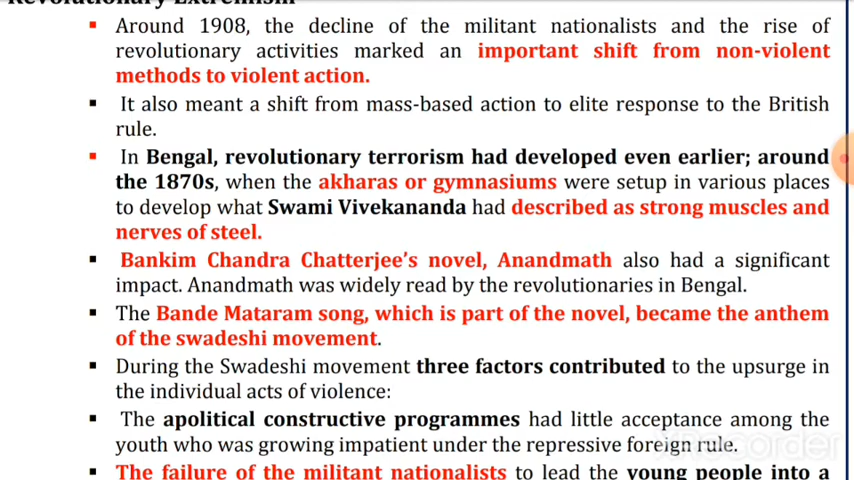 Revolutionary Extremism
▪ Around 1908, the decline of the militant nationalists and the rise of
revolutionary activities marked an important shift from non-violent
methods to violent action.
▪ It also meant a shift from mass-based action to elite response to the British
rule.
▪ In Bengal, revolutionary terrorism had developed even earlier; around
the 1870s, when the akharas or gymnasiums were setup in various places
to develop what Swami Vivekananda had described as strong muscles and
nerves of steel.
▪ Bankim Chandra Chatterjee's novel, Anandmath also had a significant
impact. Anandmath was widely read by the revolutionaries in Bengal.
▪ The Bande Mataram song, which is part of the novel, became the anthem
of the swadeshi movement.
▪ During the Swadeshi movement three factors contributed to the upsurge in
the individual acts of violence:
▪ The apolitical constructive programmes had little acceptance among the
youth who was growing impatient under the repressive foreign rule.
▪ The failure of the militant nationalists to lead the young people into a
XRecorder